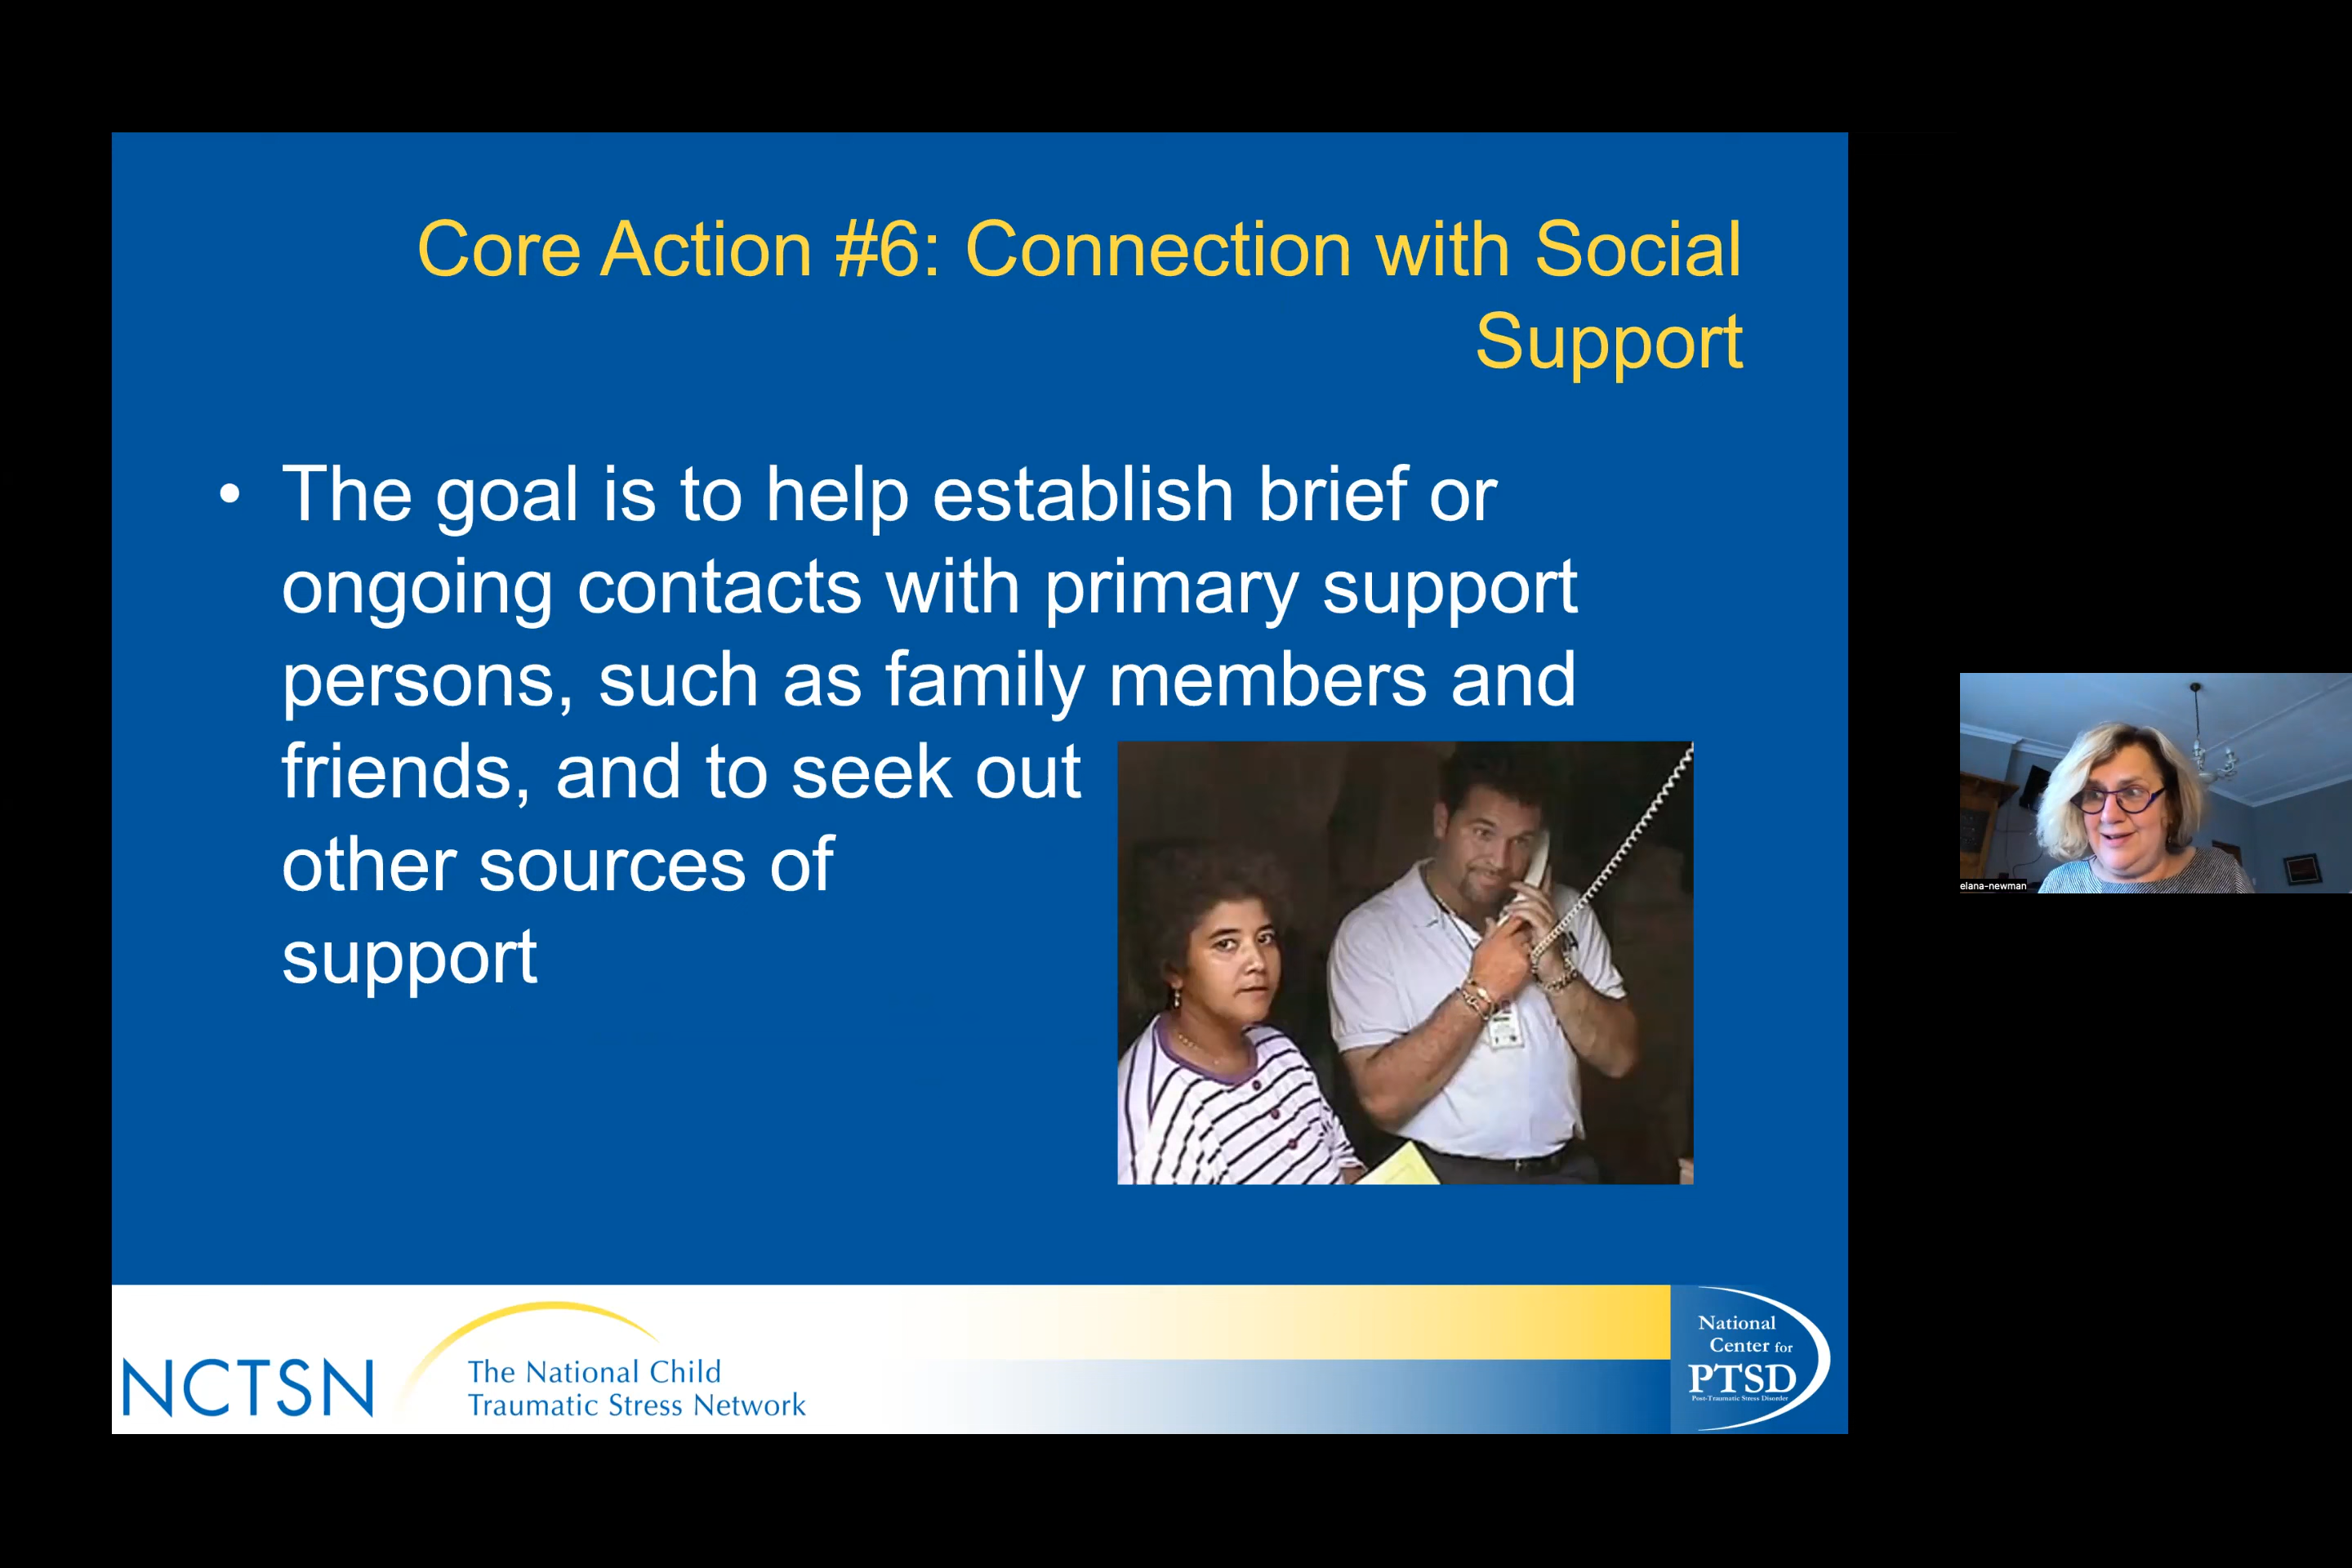 Core Action #6: Connection with Social
Support
• The goal is to help establish brief or
ongoing contacts with primary support
persons, such as family members and
friends, and to seek out
other sources of
support
elana-newman
NCTSN
The National Child
Traumatic Stress Network
National
Center for
PTSD
Post-Traumatic Stress Disorder